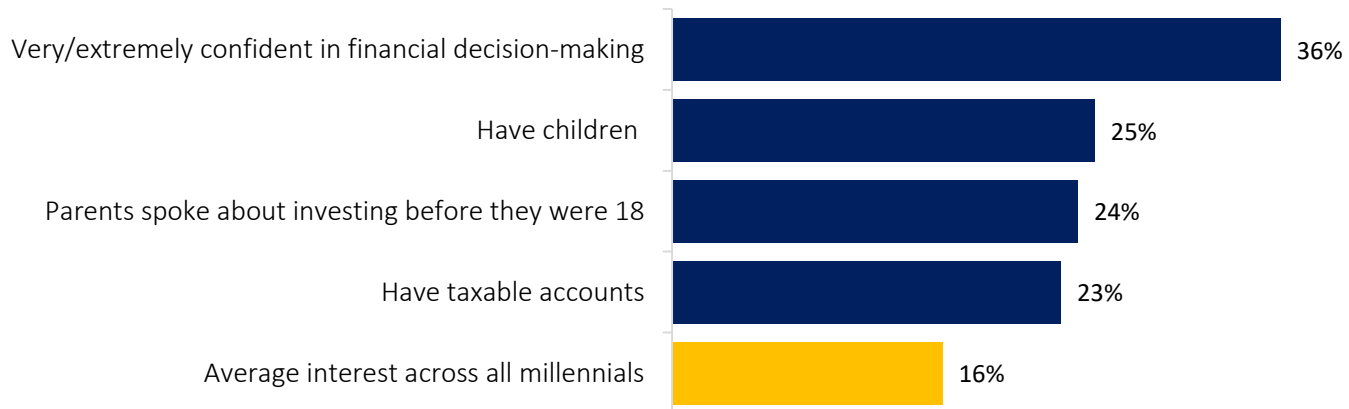 Very/extremely confident in financial decision-making 36%
Have children 25%
Parents spoke about investing before they were 18 24%
Have taxable accounts 23%
Average interest across all millennials 16%